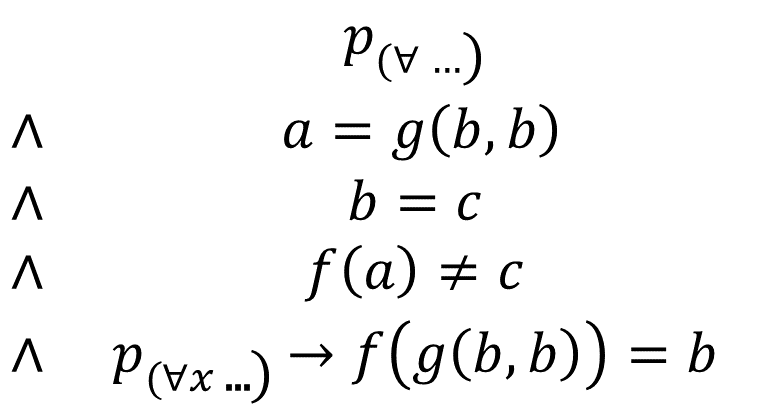 p(∀ …)
∧ a = g(b, b)
∧ b = c
∧ f(a) ≠ c
∧ p(∀x …) → f(g(b, b)) = b